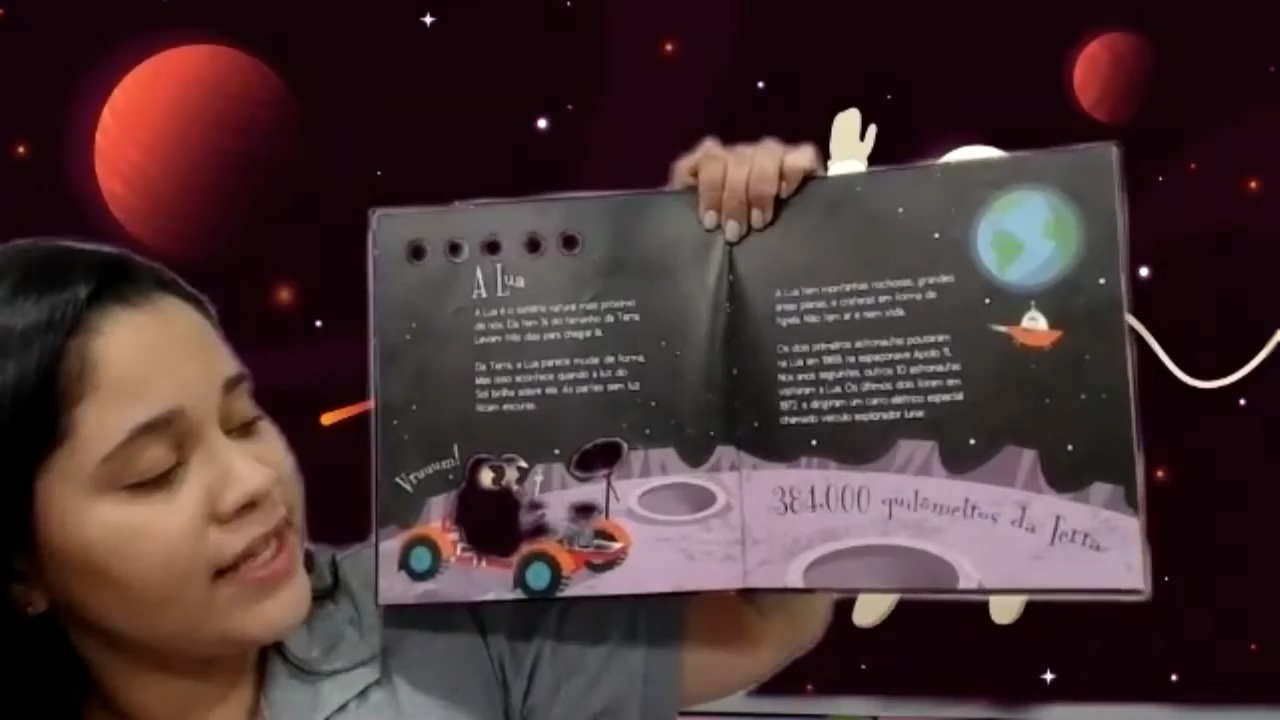 A Lua
A Lua é o satélite natural mais próximo
de nós. Ela tem ¼ do tamanho da Terra.
Levam três dias para chegar lá.
Da Terra, a Lua parece mudar de forma.
Mas isso acontece quando a luz do
Sol brilha sobre ela. As partes sem luz
ficam escuras.
Vruuum!
A Lua tem montanhas rochosas, grandes
áreas planas, e crateras em forma de
tigela. Não tem ar e nem vida.
Os dois primeiros astronautas pousaram
na Lua em 1969, na espaçonave Apollo 11.
Nos anos seguintes, outros 10 astronautas
visitaram a Lua. Os últimos dois foram em
1972, e dirigiram um carro elétrico especial
chamado veículo explorador lunar.
384.000 quilômetros da Terra